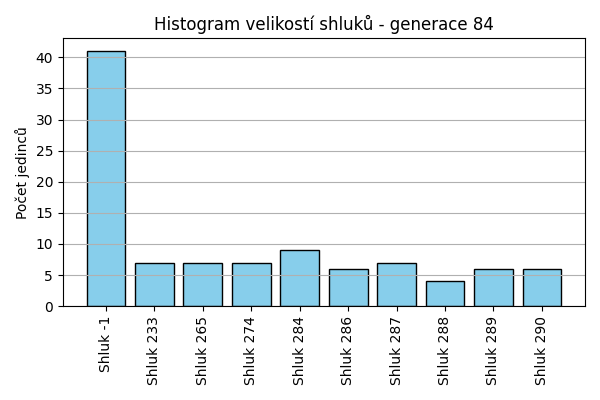 Histogram velikostí shluků - generace 84
Počet jedinců
40
35
30
25
20
15
10
5
0
Shluk -1
Shluk 233
Shluk 265
Shluk 274
Shluk 284
Shluk 286
Shluk 287
Shluk 288
Shluk 289
Shluk 290